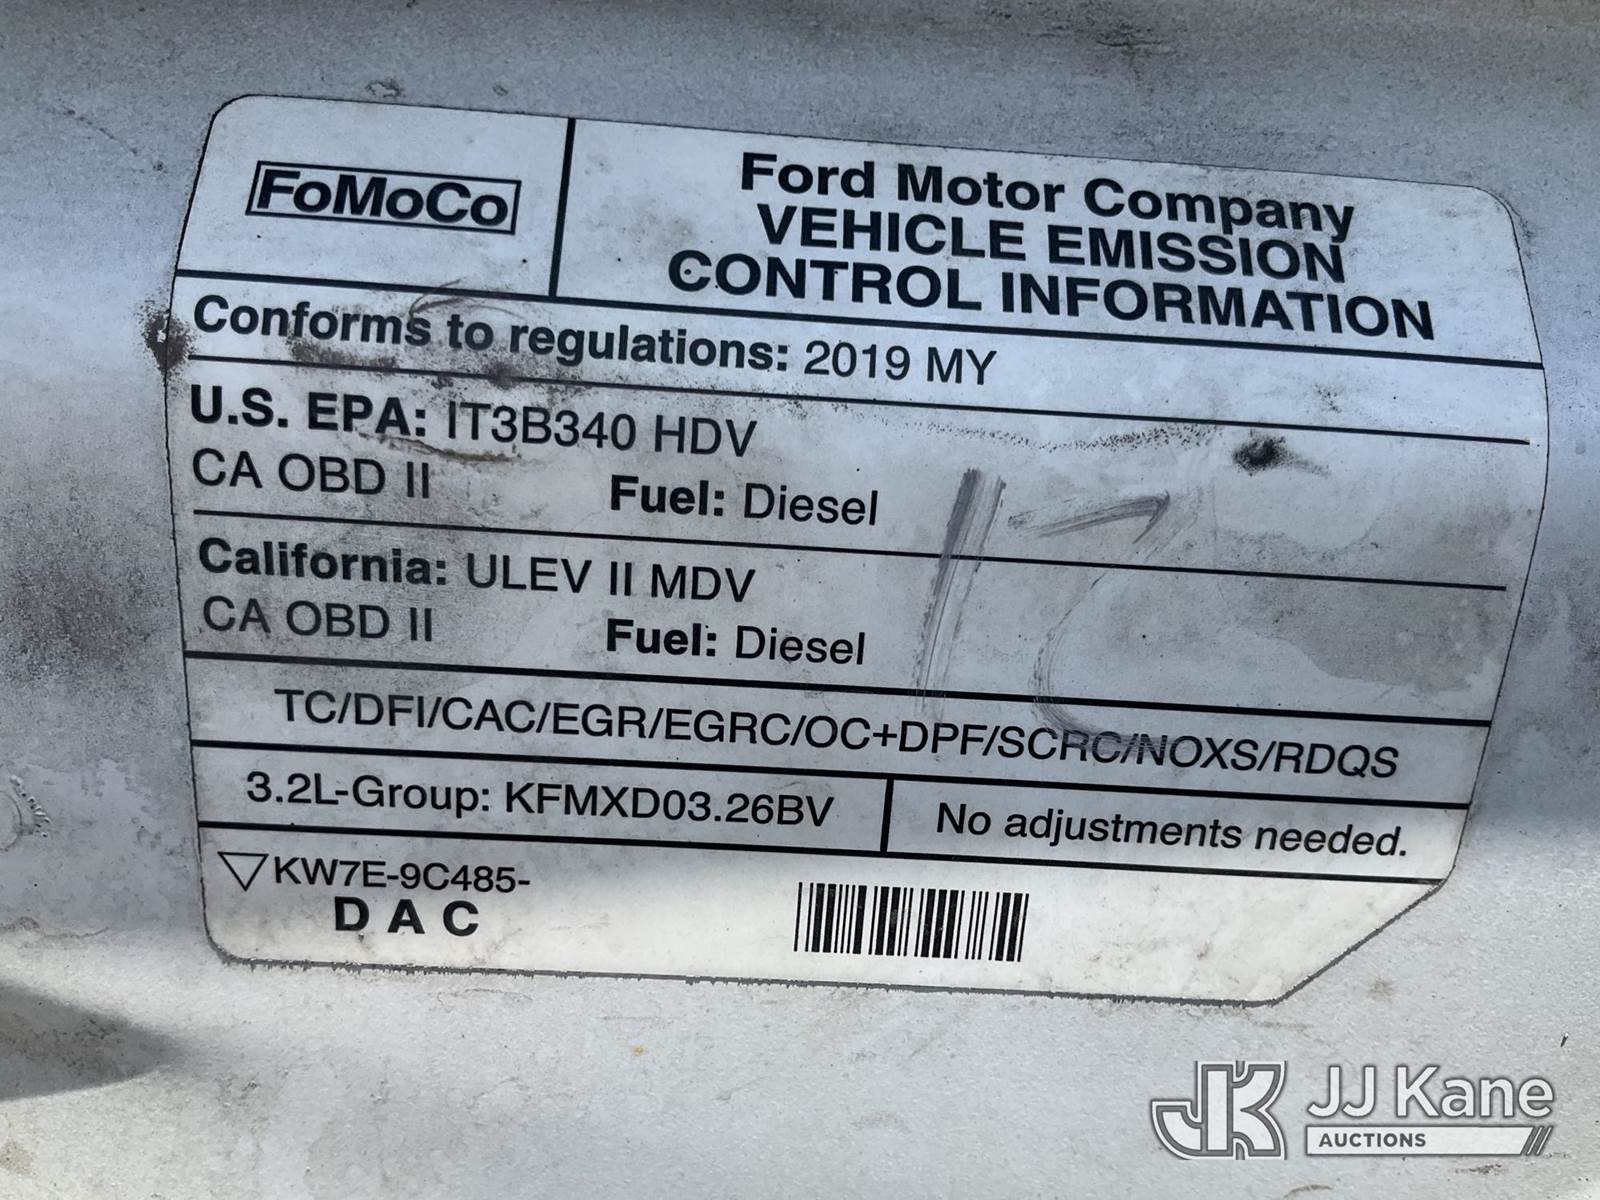 FoMoCo
Ford Motor Company
VEHICLE EMISSION
CONTROL INFORMATION
Conforms to regulations: 2019 MY
U.S. EPA: IT3B340 HDV
CA OBD II Fuel: Diesel
California: ULEV II MDV
CA OBD II Fuel: Diesel
TC/DFI/CAC/EGR/EGRC/OC+DPF/SCRC/NOXS/RDQS
3.2L-Group: KFMXD03.26BV
No adjustments needed.
KW7E-9C485-
D A C
JK JJ Kane
AUCTIONS